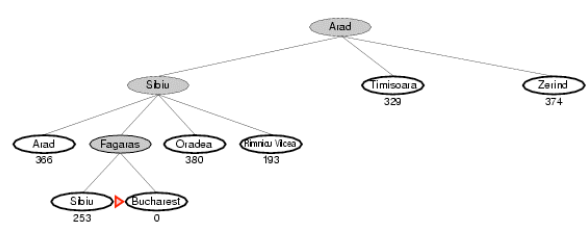 Arad
Sibiu
Timisoara
Zerind
329
374
Arad
Fagaras
Oradea
Rimnicu Vilcea
366
380
193
Sibiu
Bucharest
253
0